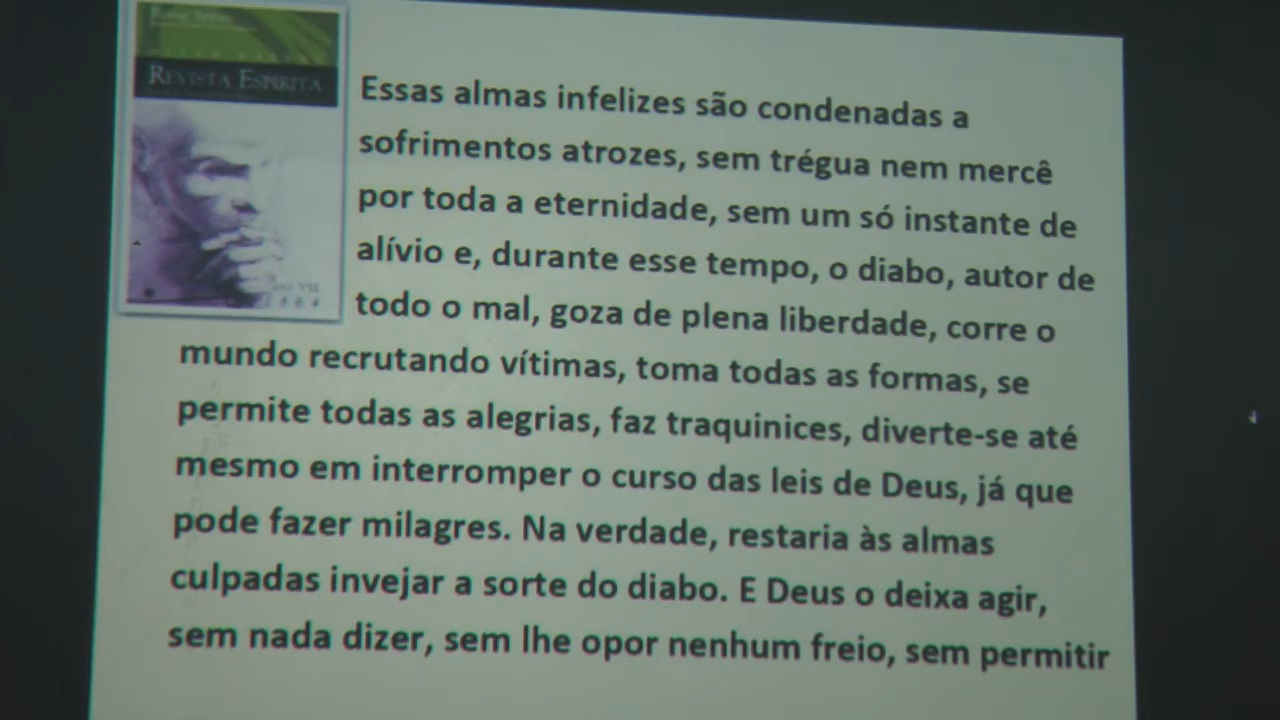 REVISTA ESPÍRITA
Essas almas infelizes são condenadas a
sofrimentos atrozes, sem trégua nem mercê
por toda a eternidade, sem um só instante de
alívio e, durante esse tempo, o diabo, autor de
todo o mal, goza de plena liberdade, corre o
mundo recrutando vítimas, toma todas as formas, se
permite todas as alegrias, faz traquinices, diverte-se até
mesmo em interromper o curso das leis de Deus, já que
pode fazer milagres. Na verdade, restaria às almas
culpadas invejar a sorte do diabo. E Deus o deixa agir,
sem nada dizer, sem lhe opor nenhum freio, sem permitir